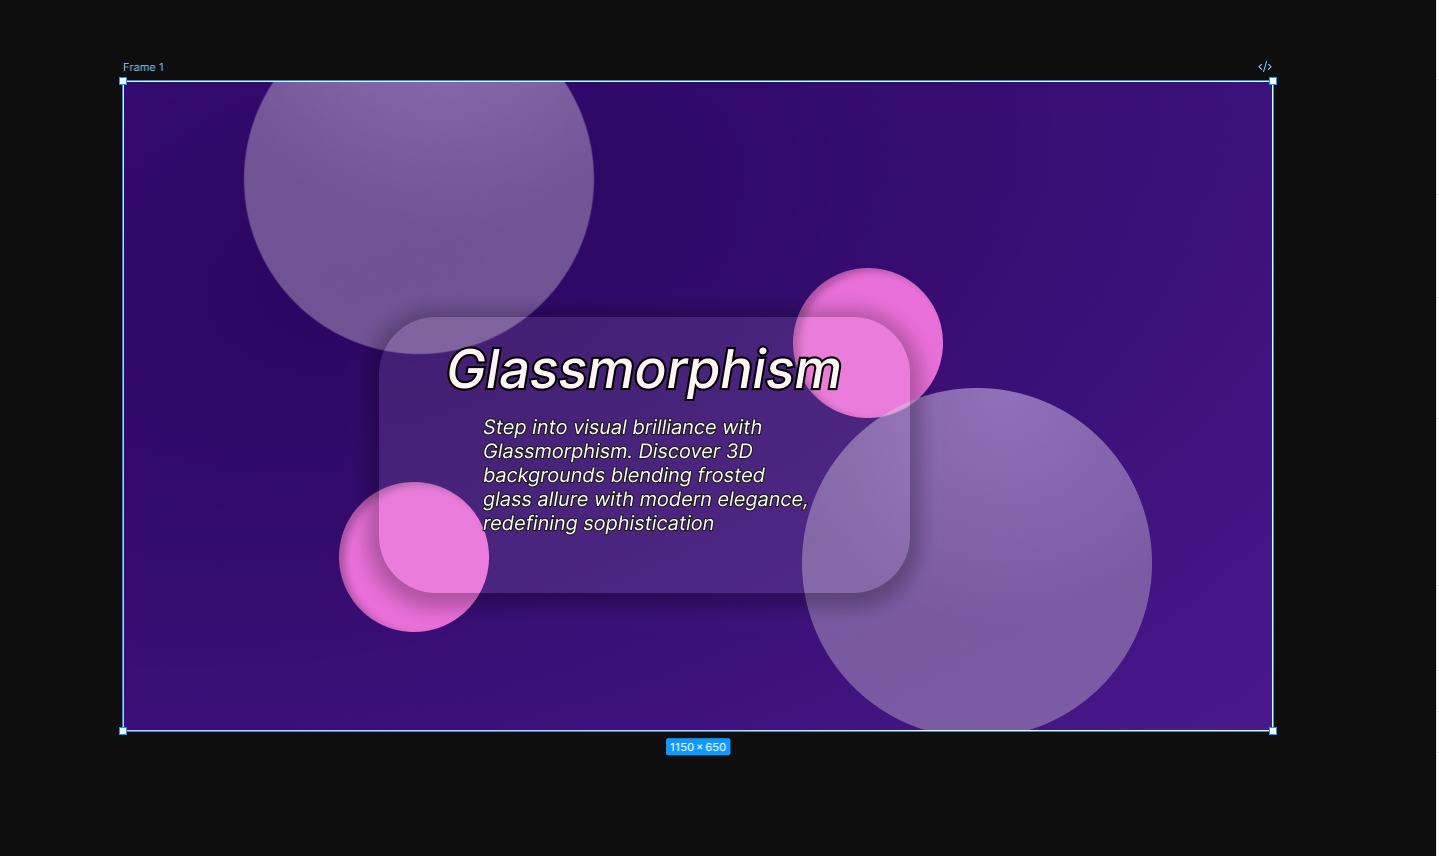 Frame 1
</>
Glassmorphism
Step into visual brilliance with
Glassmorphism. Discover 3D
backgrounds blending frosted
glass allure with modern elegance,
redefining sophistication
1150 × 650